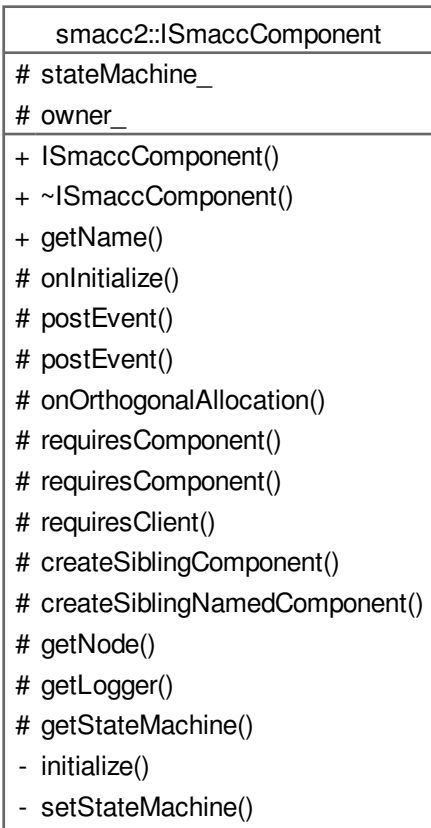 smacc2::ISmaccComponent
# stateMachine_
# owner_
+ ISmaccComponent()
+ ~ISmaccComponent()
+ getName()
# onInitialize()
# postEvent()
# postEvent()
# onOrthogonalAllocation()
# requiresComponent()
# requiresComponent()
# requiresClient()
# createSiblingComponent()
# createSiblingNamedComponent()
# getNode()
# getLogger()
# getStateMachine()
- initialize()
- setStateMachine()